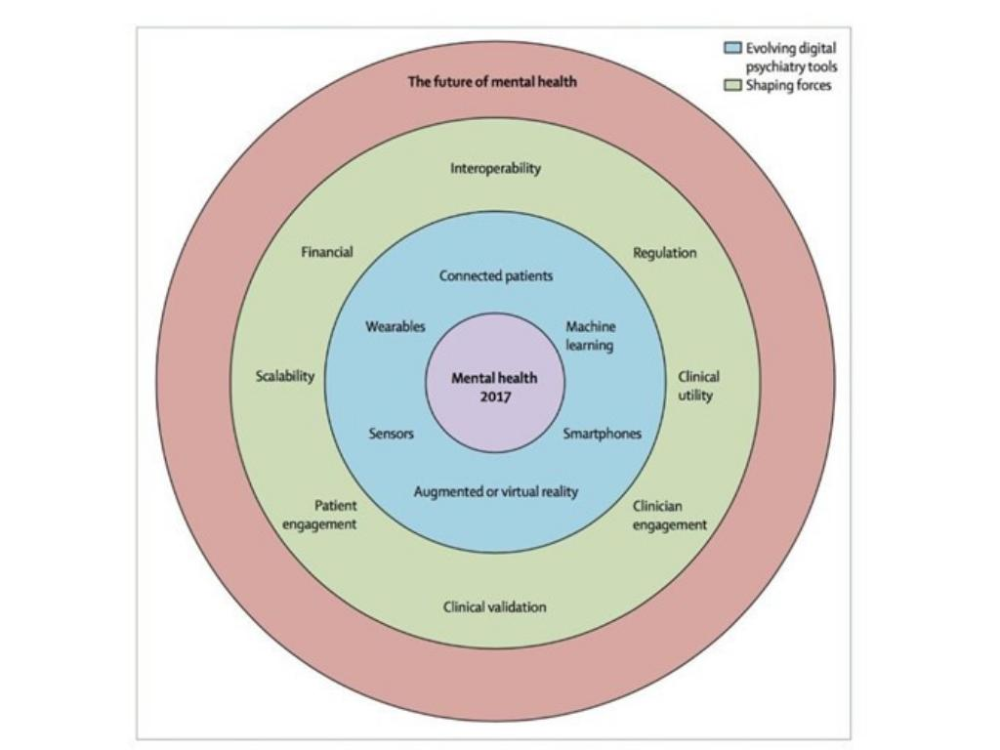 Evolving digital
psychiatry tools
Shaping forces
The future of mental health
Interoperability
Financial
Regulation
Connected patients
Wearables
Machine
learning
Scalability
Mental health
2017
Clinical
utility
Sensors
Smartphones
Augmented or virtual reality
Patient
engagement
Clinician
engagement
Clinical validation